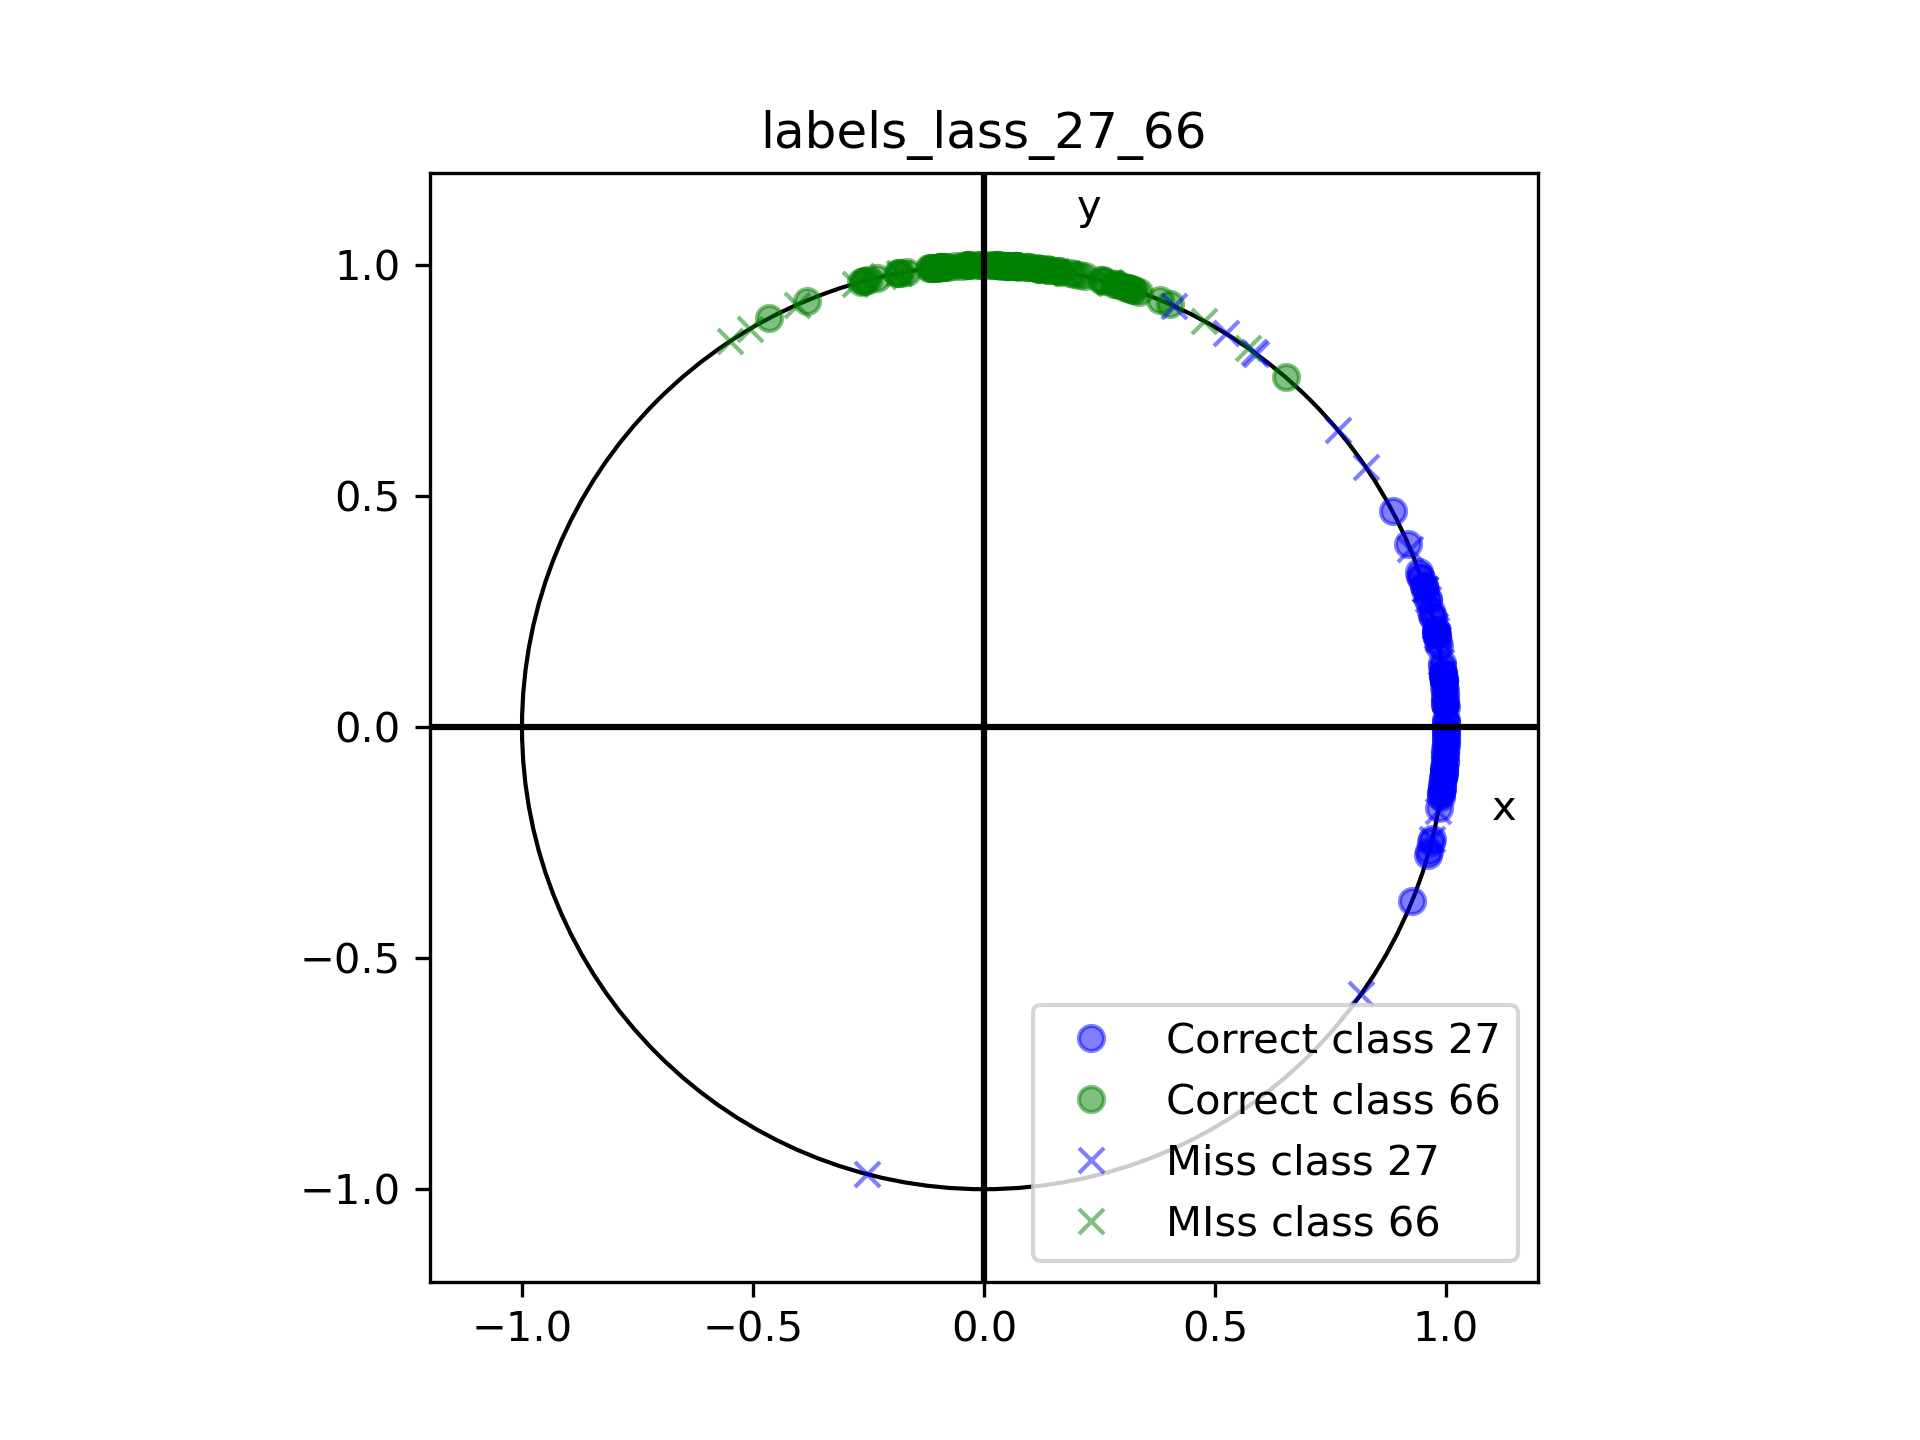 labels_lass_27_66
y
1.0
0.5
0.0
x
−0.5
−1.0
Correct class 27
Correct class 66
Miss class 27
MIss class 66
−1.0 −0.5 0.0 0.5 1.0